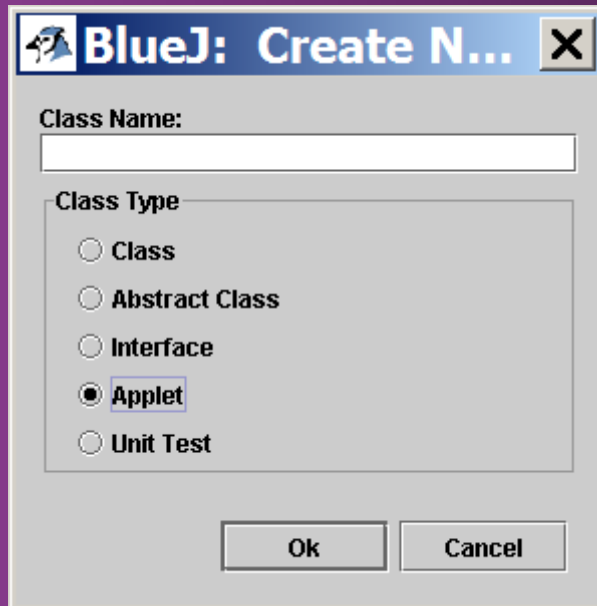 BlueJ: Create N...
Class Name:
Class Type
Class
Abstract Class
Interface
Applet
Unit Test
Ok Cancel